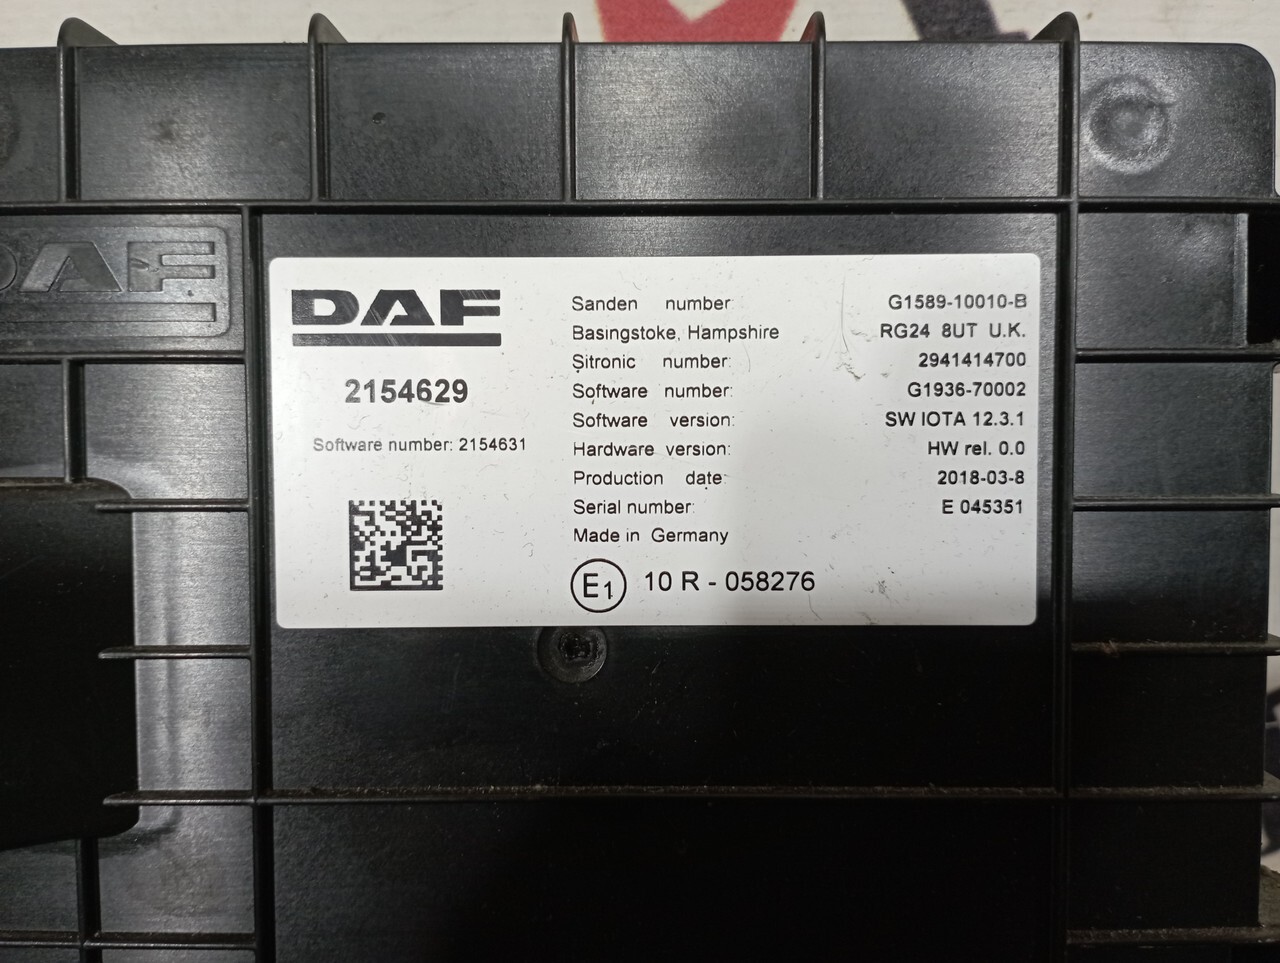 DAF
DAF
2154629
Software number: 2154631
Sanden number: G1589-10010-B
Basingstoke, Hampshire RG24 8UT U.K.
Sitronic number: 2941414700
Software number: G1936-70002
Software version: SW IOTA 12.3.1
Hardware version: HW rel. 0.0
Production date: 2018-03-8
Serial number: E 045351
Made in Germany
E1 10 R - 058276